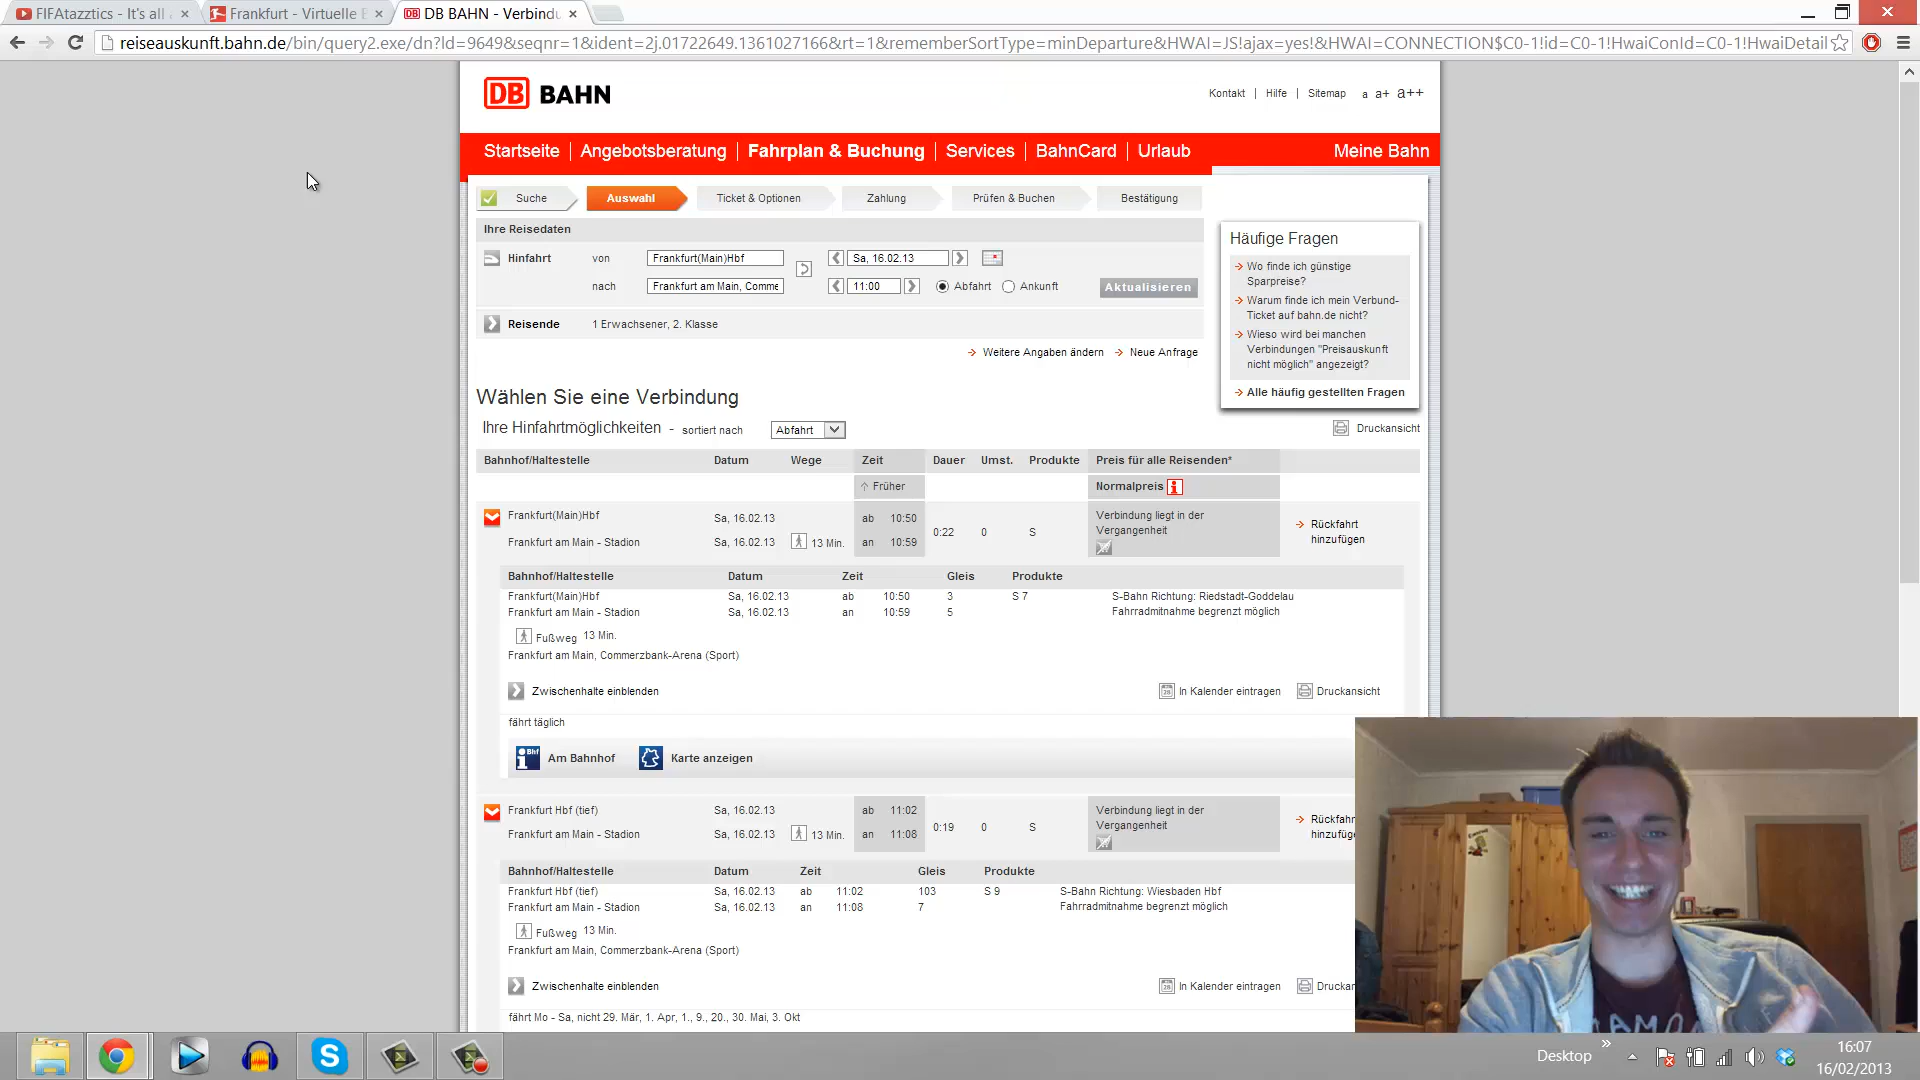 FIFAtazztics - It's all
Frankfurt - Virtuelle
DB BAHN - Verbindu
reiseauskunft.bahn.de/bin/query2.exe/dn?ld=9649&seqnr=1&ident=2j.01722649.1361027166&rt=1&rememberSortType=minDeparture&HWAI=JS!ajax=yes!&HWAI=CONNECTION$C0-1!id=C0-1!HwaiConId=C0-1!HwaiDetail
DB BAHN
Kontakt | Hilfe | Sitemap a a+ a++
Startseite | Angebotsberatung | Fahrplan & Buchung | Services | BahnCard | Urlaub
Meine Bahn
Suche Auswahl Ticket & Optionen Zahlung Prüfen & Buchen Bestätigung
Ihre Reisedaten
Hinfahrt von Frankfurt(Main)Hbf Sa, 16.02.13
nach Frankfurt am Main, Comme 11:00 Abfahrt Ankunft Aktualisieren
Reisende 1 Erwachsener, 2. Klasse
Weitere Angaben ändern Neue Anfrage
Häufige Fragen
Wo finde ich günstige
Sparpreise?
Warum finde ich mein Verbund-
Ticket auf bahn.de nicht?
Wieso wird bei manchen
Verbindungen "Preisauskunft
nicht möglich" angezeigt?
Alle häufig gestellten Fragen
Wählen Sie eine Verbindung
Ihre Hinfahrtmöglichkeiten - sortiert nach Abfahrt
Druckansicht
Bahnhof/Haltestelle Datum Wege Zeit Dauer Umst. Produkte Preis für alle Reisenden*
Früher Normalpreis
Frankfurt(Main)Hbf Sa, 16.02.13 ab 10:50
Frankfurt am Main - Stadion Sa, 16.02.13 13 Min. an 10:59
0:22 0 S
Verbindung liegt in der
Vergangenheit
Rückfahrt
hinzufügen
Bahnhof/Haltestelle Datum Zeit Gleis Produkte
Frankfurt(Main)Hbf Sa, 16.02.13 ab 10:50 3 S 7 S-Bahn Richtung: Riedstadt-Goddelau
Frankfurt am Main - Stadion Sa, 16.02.13 an 10:59 5 Fahrradmitnahme begrenzt möglich
Fußweg 13 Min.
Frankfurt am Main, Commerzbank-Arena (Sport)
Zwischenhalte einblenden In Kalender eintragen Druckansicht
fährt täglich
Bhf i Am Bahnhof Karte anzeigen
Frankfurt Hbf (tief) Sa, 16.02.13 ab 11:02
Frankfurt am Main - Stadion Sa, 16.02.13 13 Min. an 11:08
0:19 0 S
Verbindung liegt in der
Vergangenheit
Rückfahr
hinzufüge
Bahnhof/Haltestelle Datum Zeit Gleis Produkte
Frankfurt Hbf (tief) Sa, 16.02.13 ab 11:02 103 S 9 S-Bahn Richtung: Wiesbaden Hbf
Frankfurt am Main - Stadion Sa, 16.02.13 an 11:08 7 Fahrradmitnahme begrenzt möglich
Fußweg 13 Min.
Frankfurt am Main, Commerzbank-Arena (Sport)
Zwischenhalte einblenden In Kalender eintragen Druckan
fährt Mo - Sa, nicht 29. Mär, 1. Apr, 1., 9., 20., 30. Mai, 3. Okt
Desktop
16:07
16/02/2013